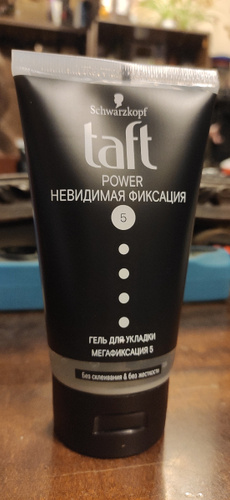 Schwarzkopf
taft
POWER
НЕВИДИМАЯ ФИКСАЦИЯ
5
ГЕЛЬ ДЛЯ УКЛАДКИ
МЕГАФИКСАЦИЯ 5
без склеивания & без жесткости